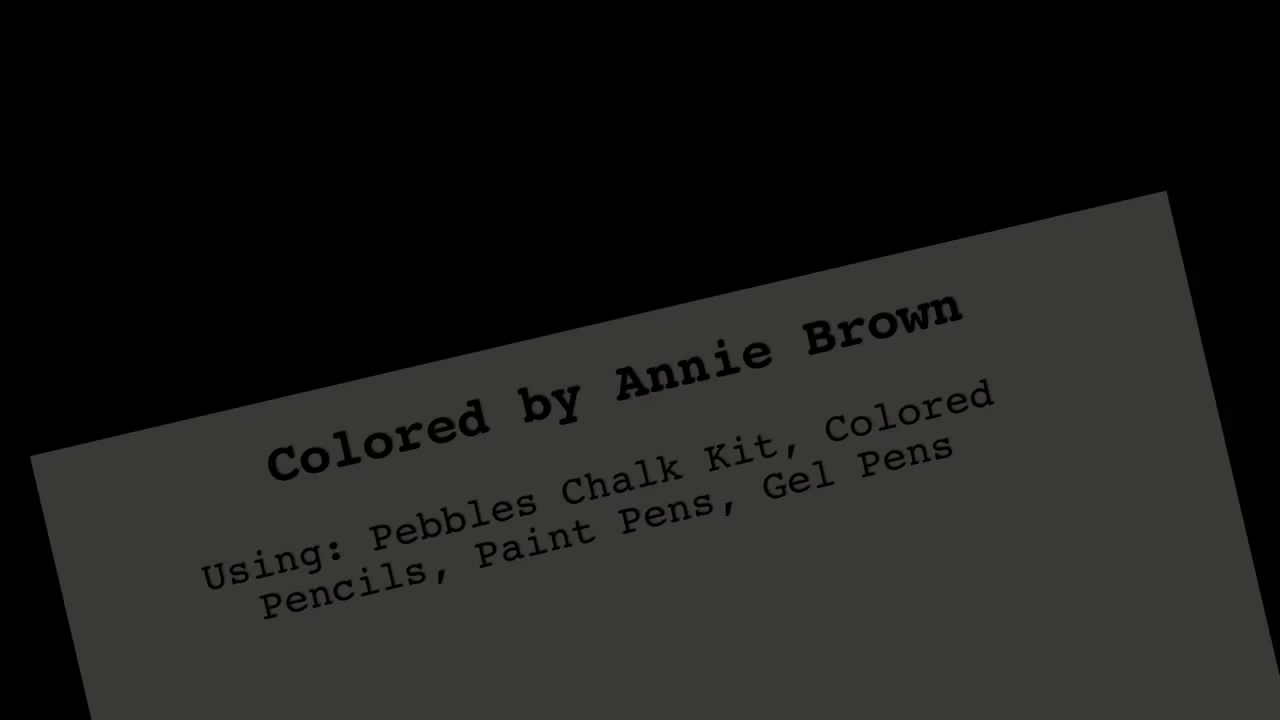 Colored by Annie Brown
Using: Pebbles Chalk Kit, Colored
Pencils, Paint Pens, Gel Pens